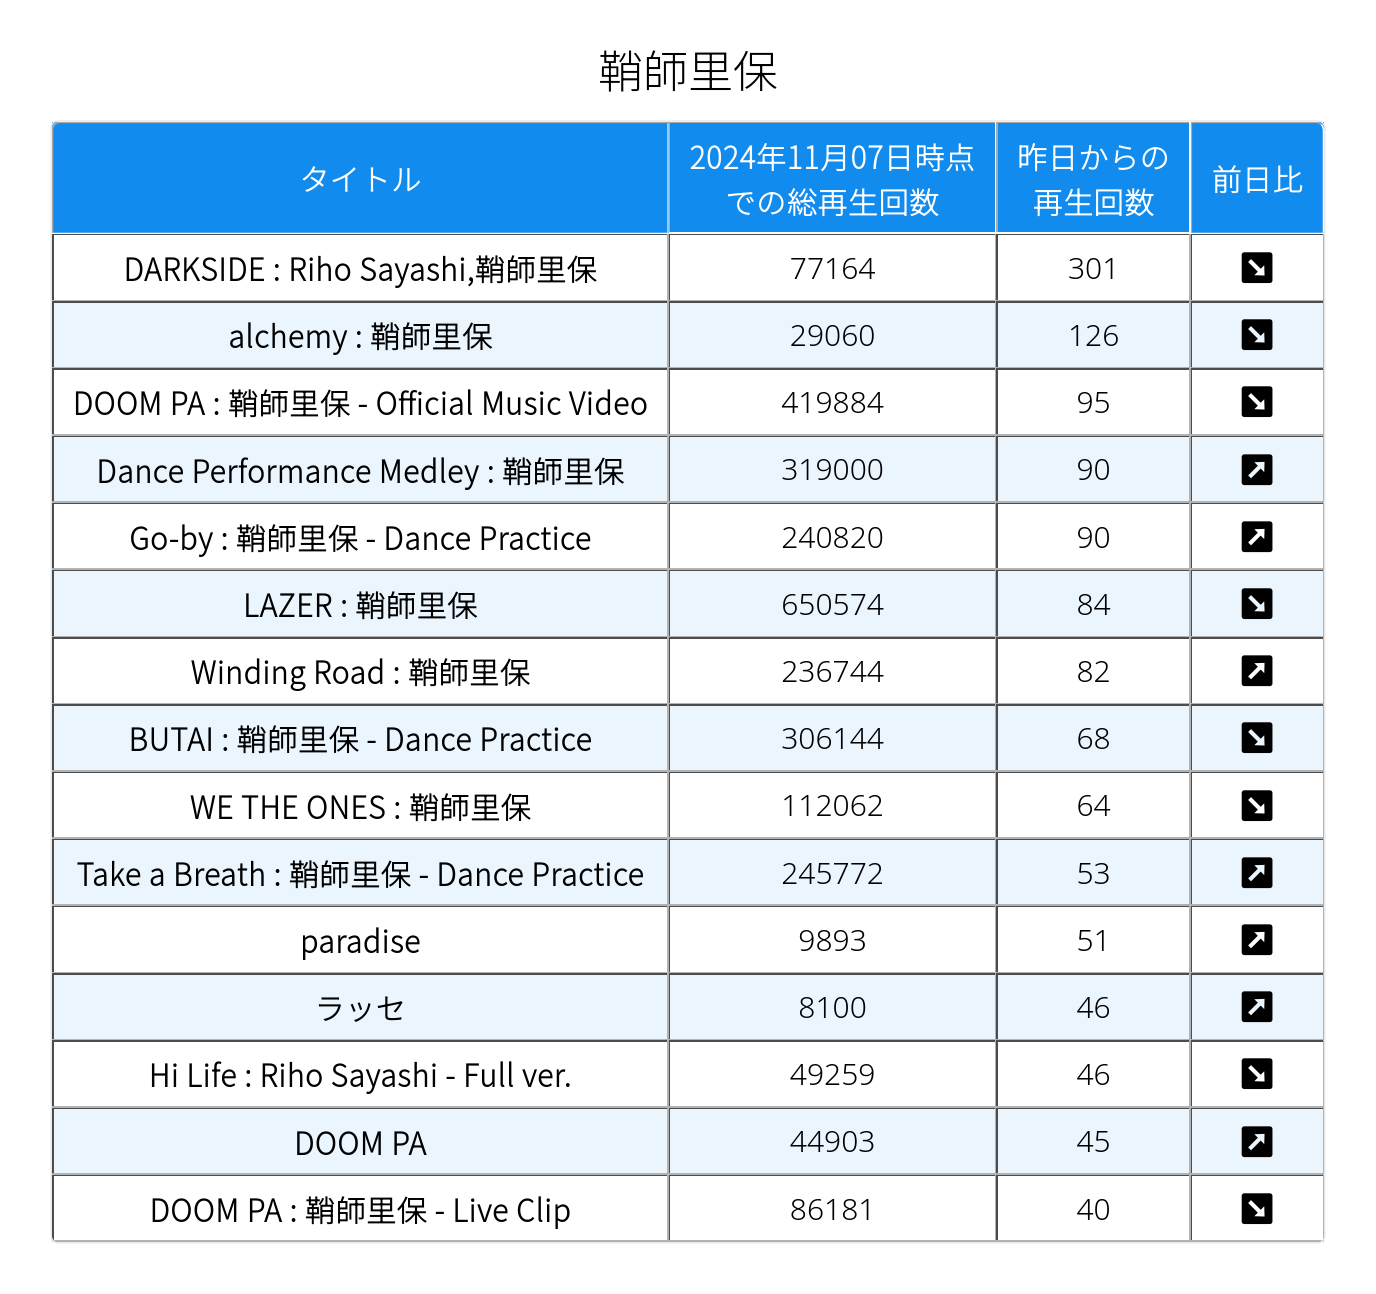 鞘師里保
タイトル
2024年11月07日時点
での総再生回数
昨日からの
再生回数
前日比
DARKSIDE : Riho Sayashi,鞘師里保 77164 301 ↘
alchemy : 鞘師里保 29060 126 ↘
DOOM PA : 鞘師里保 - Official Music Video 419884 95 ↘
Dance Performance Medley : 鞘師里保 319000 90 ↗
Go-by : 鞘師里保 - Dance Practice 240820 90 ↗
LAZER : 鞘師里保 650574 84 ↘
Winding Road : 鞘師里保 236744 82 ↗
BUTAI : 鞘師里保 - Dance Practice 306144 68 ↘
WE THE ONES : 鞘師里保 112062 64 ↘
Take a Breath : 鞘師里保 - Dance Practice 245772 53 ↗
paradise 9893 51 ↗
ラッセ 8100 46 ↗
Hi Life : Riho Sayashi - Full ver. 49259 46 ↘
DOOM PA 44903 45 ↗
DOOM PA : 鞘師里保 - Live Clip 86181 40 ↘